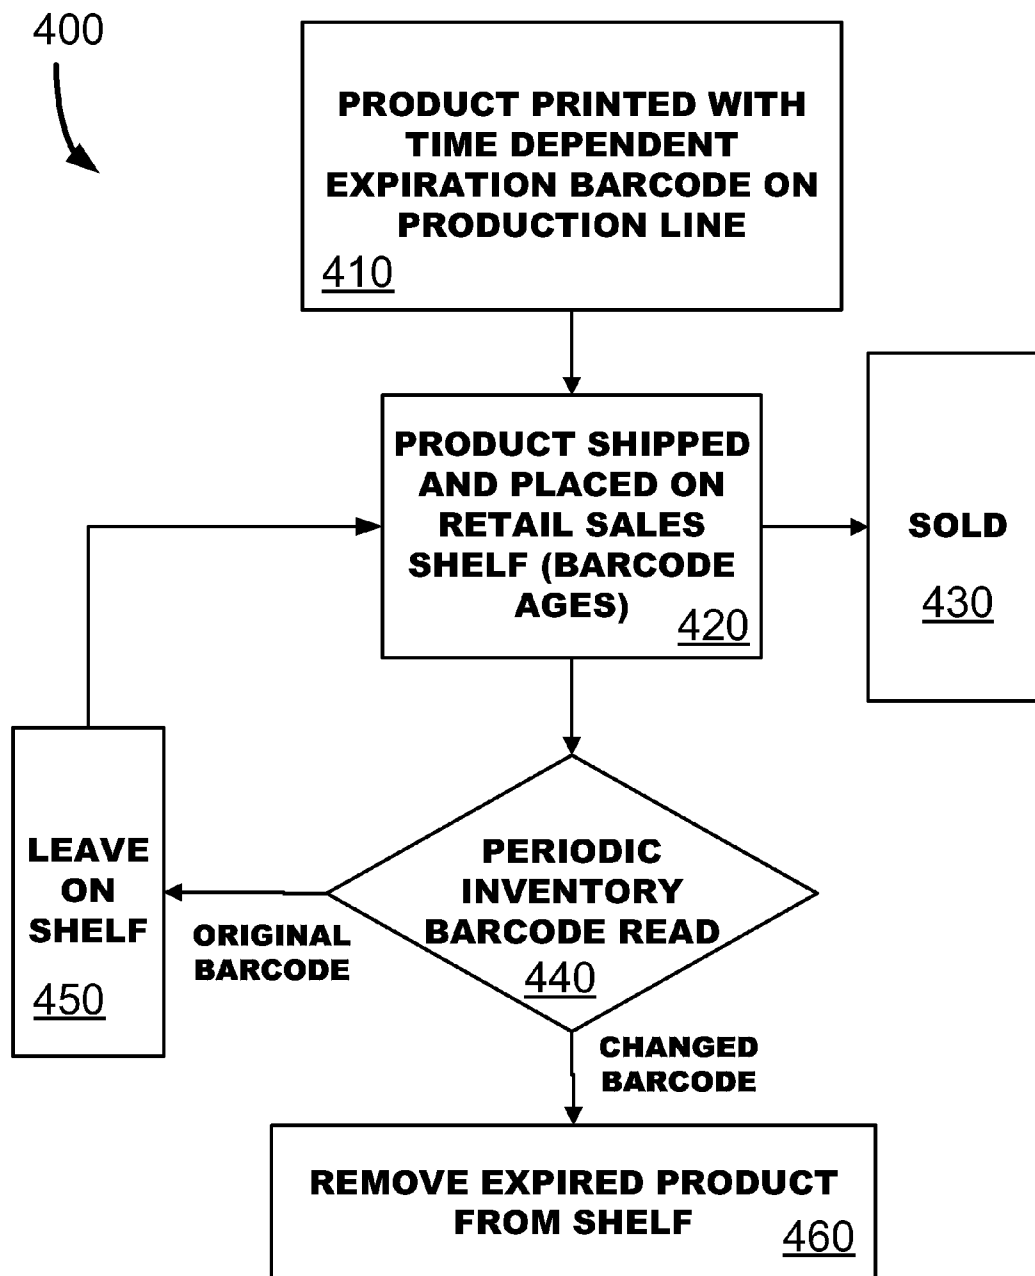 400
PRODUCT PRINTED WITH
TIME DEPENDENT
EXPIRATION BARCODE ON
PRODUCTION LINE
410
PRODUCT SHIPPED
AND PLACED ON
RETAIL SALES
SHELF (BARCODE
AGES)
420
SOLD
430
PERIODIC
INVENTORY
BARCODE READ
440
ORIGINAL
BARCODE
LEAVE
ON
SHELF
450
CHANGED
BARCODE
REMOVE EXPIRED PRODUCT
FROM SHELF
460